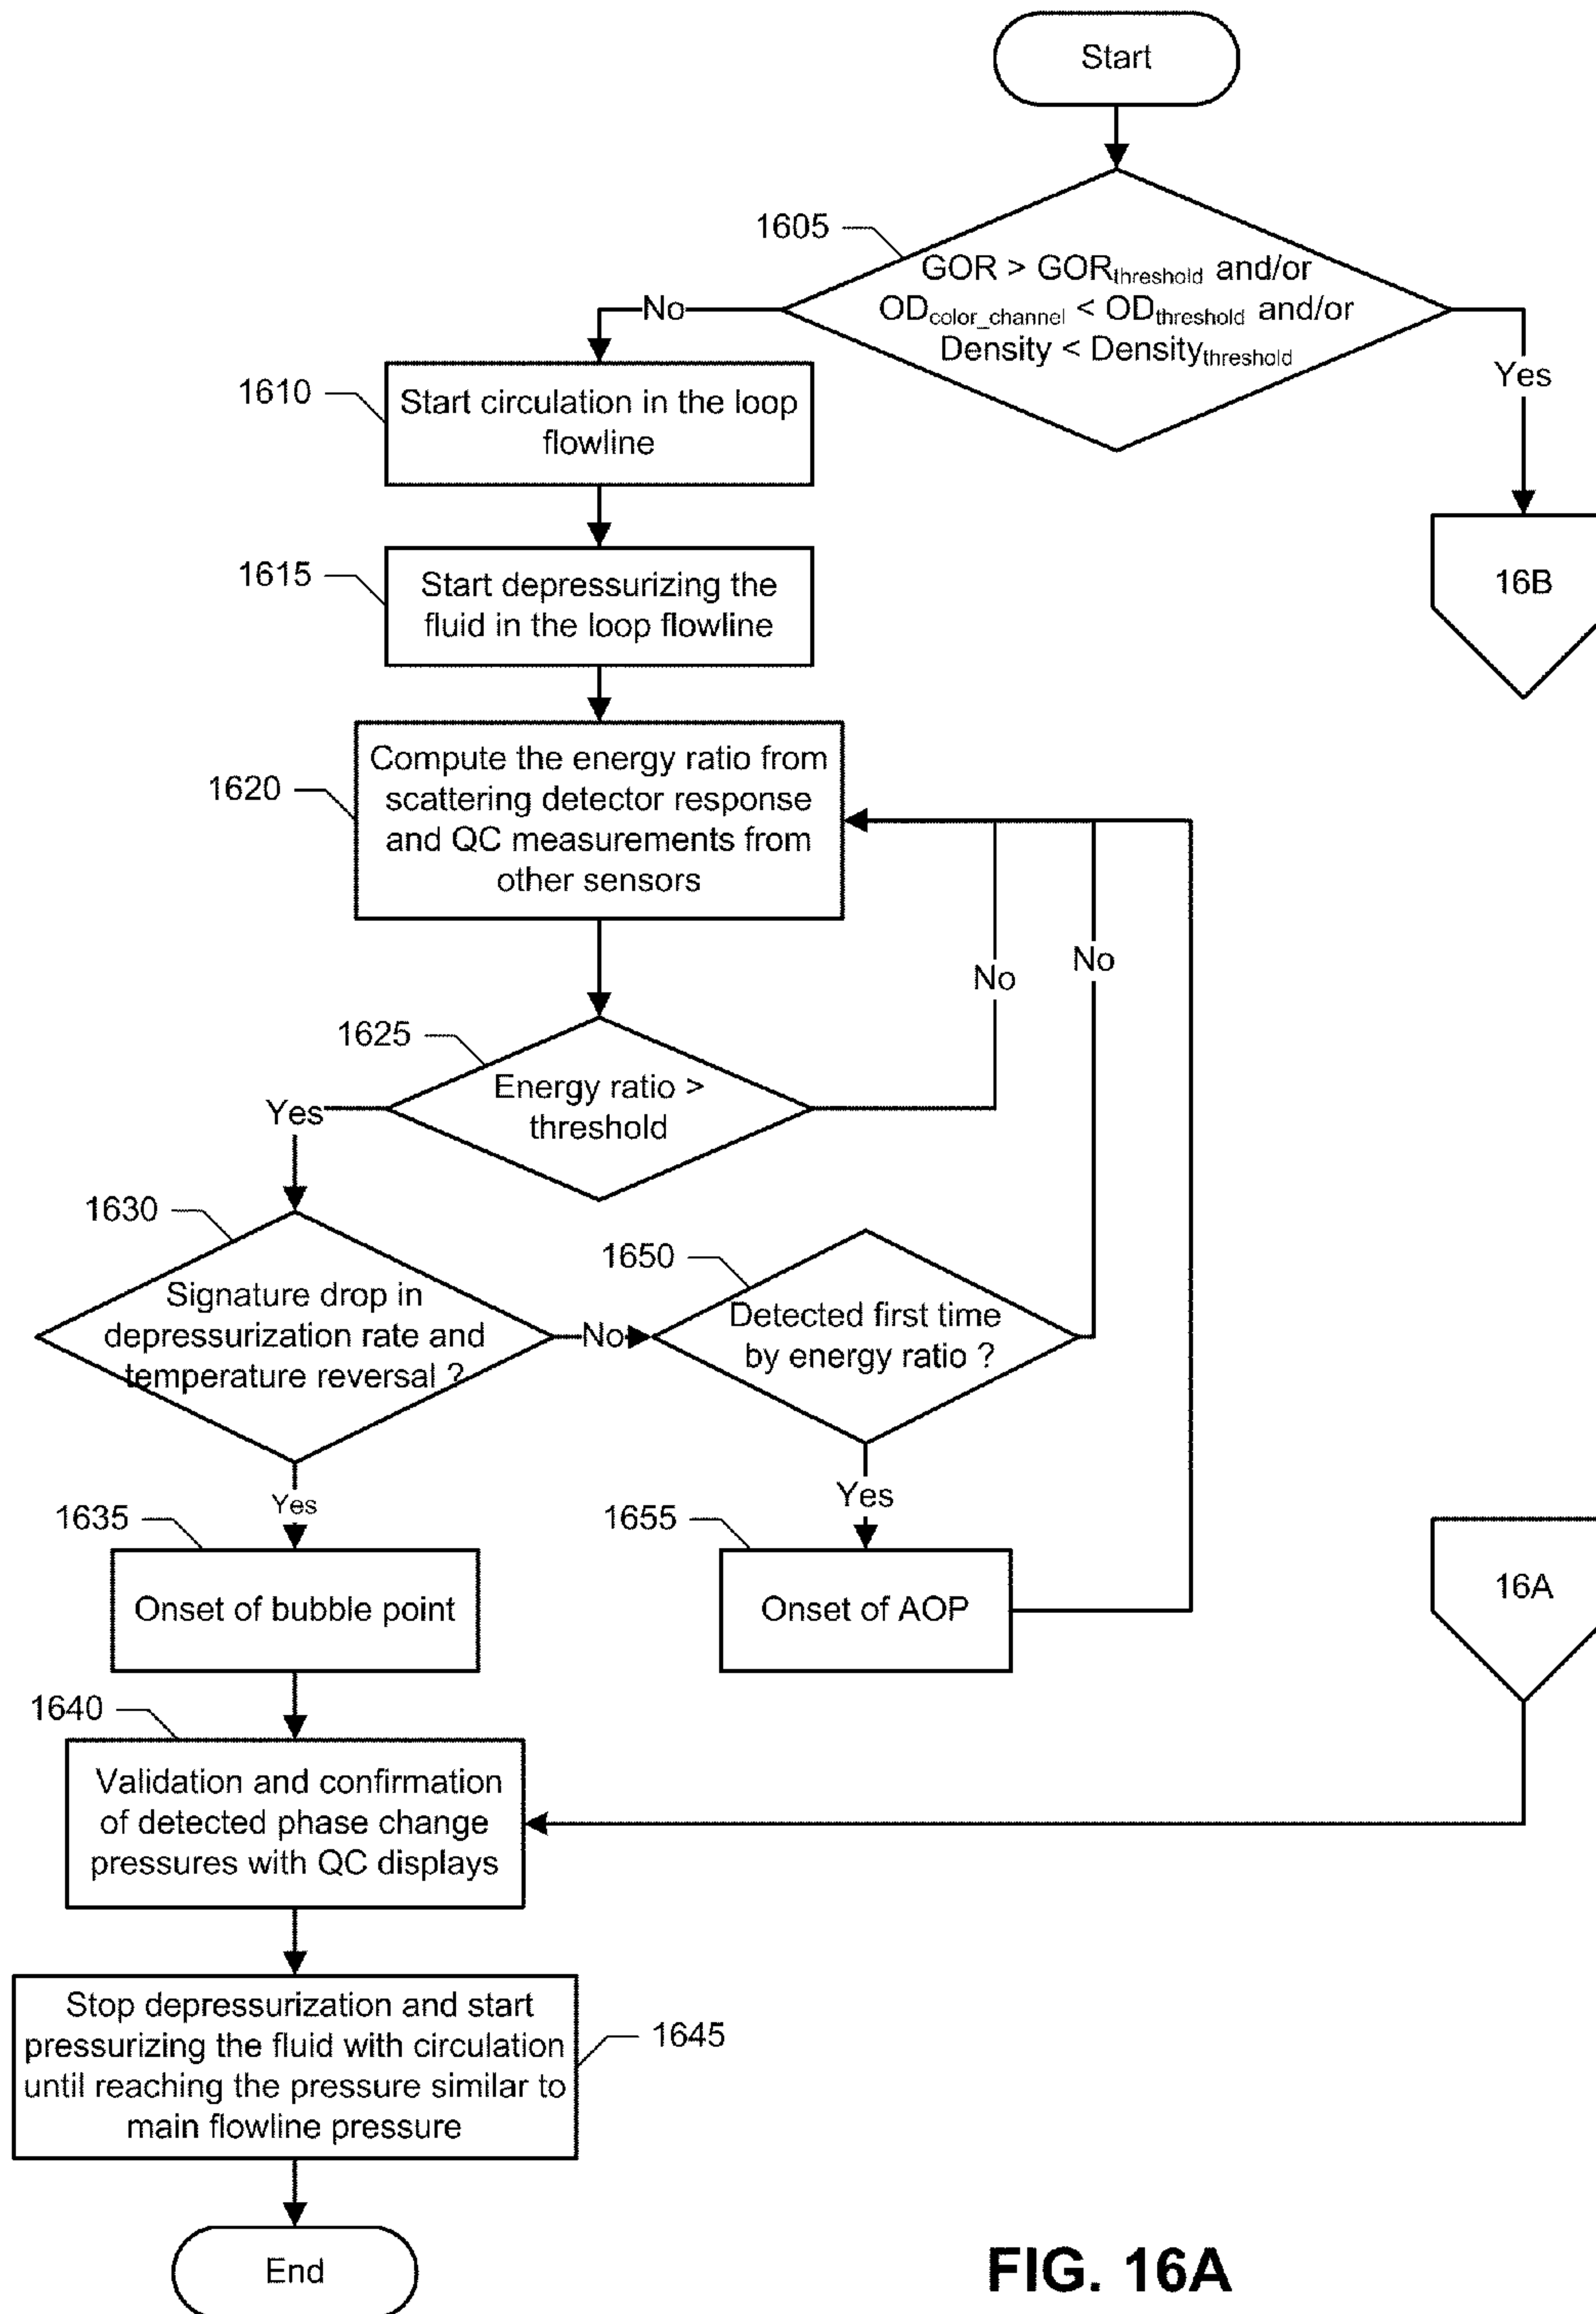 Start
1605
GOR > GORthreshold and/or
ODcolor_channel < ODthreshold and/or
Density < Densitythreshold
No
Yes
1610
Start circulation in the loop
flowline
16B
1615
Start depressurizing the
fluid in the loop flowline
1620
Compute the energy ratio from
scattering detector response
and QC measurements from
other sensors
No
No
1625
Energy ratio >
threshold
Yes
1630
Signature drop in
depressurization rate and
temperature reversal ?
No
1650
Detected first time
by energy ratio ?
Yes
Yes
1635
Onset of bubble point
1655
Onset of AOP
16A
1640
Validation and confirmation
of detected phase change
pressures with QC displays
Stop depressurization and start
pressurizing the fluid with circulation
until reaching the pressure similar to
main flowline pressure
1645
End
FIG. 16A